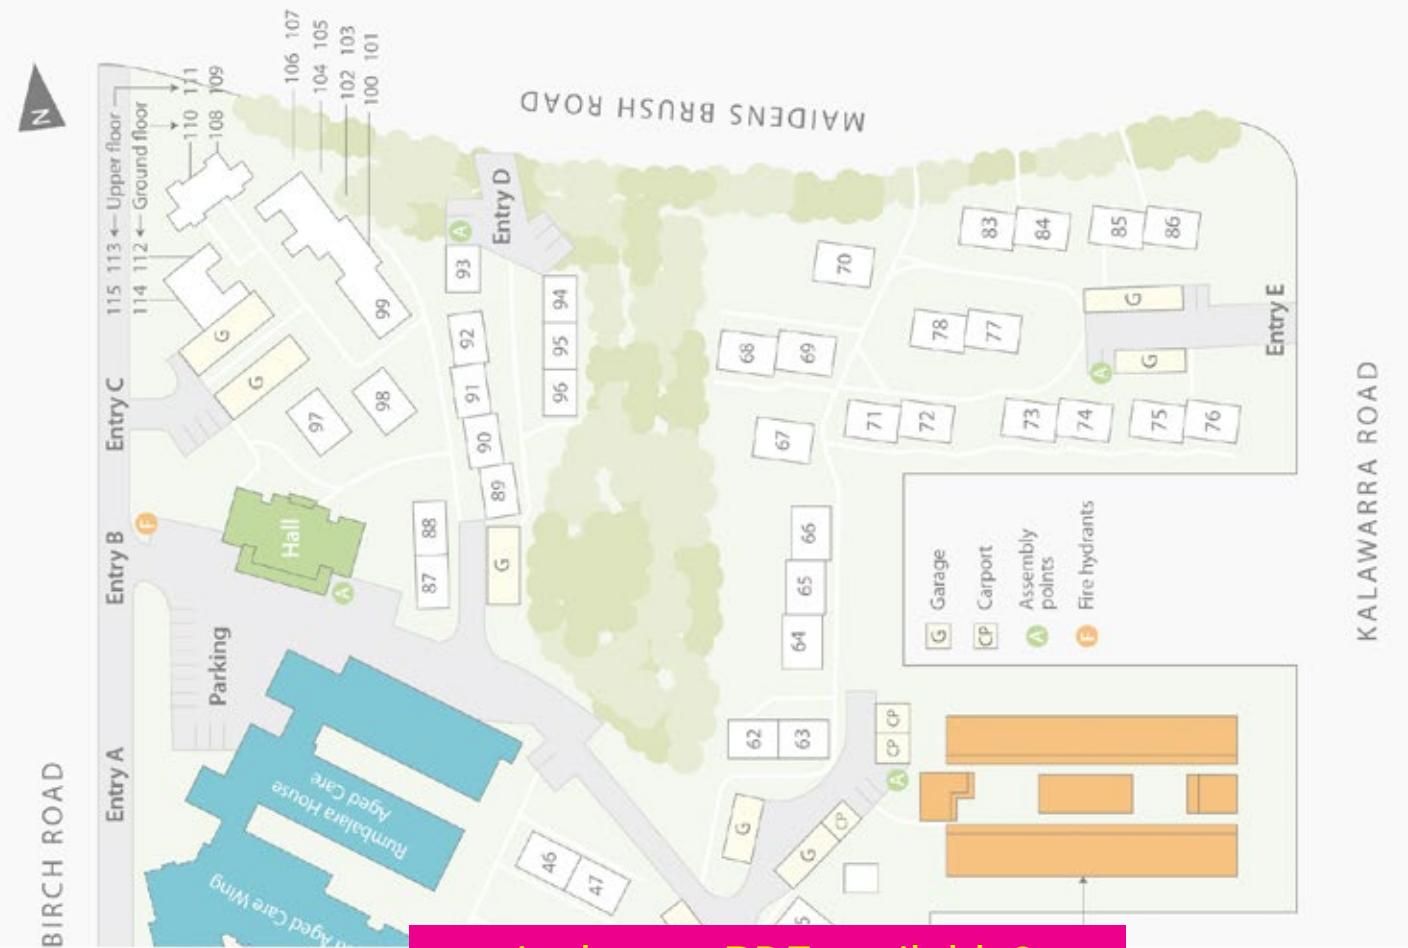 N
MAIDENS BRUSH ROAD
BIRCH ROAD
KALAWARRA ROAD
Entry A
Entry B
Entry C
Entry D
Entry E
115 113 ← Upper floor → 111
114 112 ← Ground floor → 110
109
108
106 107
104 105
102 103
100 101
99
98
97
93
92
91
90
89
94
95
96
88
87
70
68
69
67
71
72
73
74
75
76
78
77
83
84
85
86
66
65
64
62
63
46
47
G
G
G
G
G
G
G
CP
CP
CP
A
A
A
A
F
Hall
Parking
Rumbalara House
Aged Care
Aged Care Wing
Aged
G Garage
CP Carport
A Assembly
points
F Fire hydrants